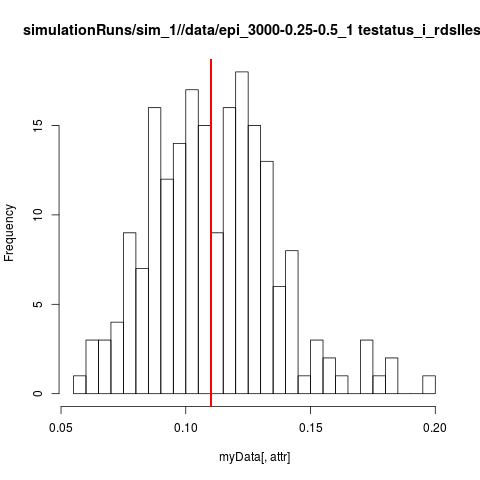 simulationRuns/sim_1//data/epi_3000-0.25-0.5_1 testatus_i_rdslles
Frequency
15
10
5
0
0.05 0.10 0.15 0.20
myData[, attr]